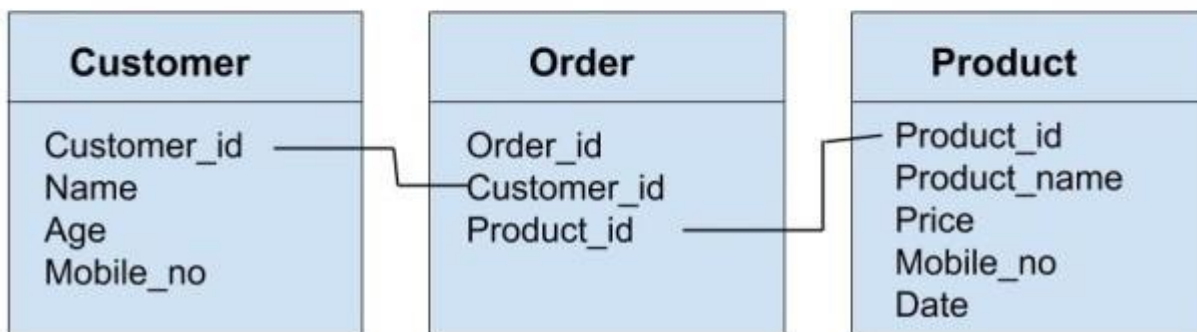 Customer
Customer_id
Name
Age
Mobile_no
Order
Order_id
Customer_id
Product_id
Product
Product_id
Product_name
Price
Mobile_no
Date